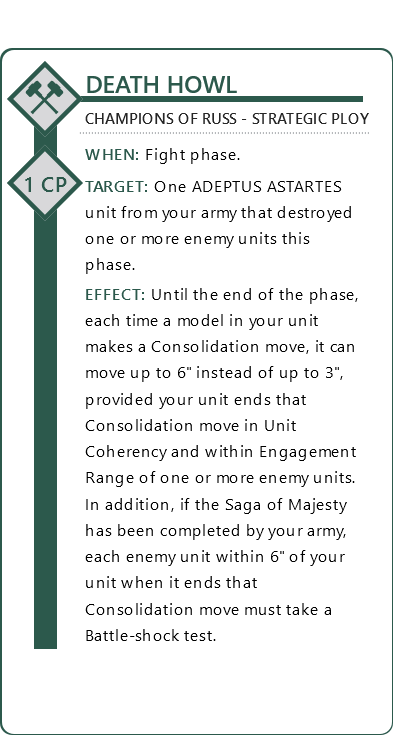 DEATH HOWL
CHAMPIONS OF RUSS - STRATEGIC PLOY
1 CP
WHEN: Fight phase.
TARGET: One ADEPTUS ASTARTES
unit from your army that destroyed
one or more enemy units this
phase.
EFFECT: Until the end of the phase,
each time a model in your unit
makes a Consolidation move, it can
move up to 6" instead of up to 3",
provided your unit ends that
Consolidation move in Unit
Coherency and within Engagement
Range of one or more enemy units.
In addition, if the Saga of Majesty
has been completed by your army,
each enemy unit within 6" of your
unit when it ends that
Consolidation move must take a
Battle-shock test.